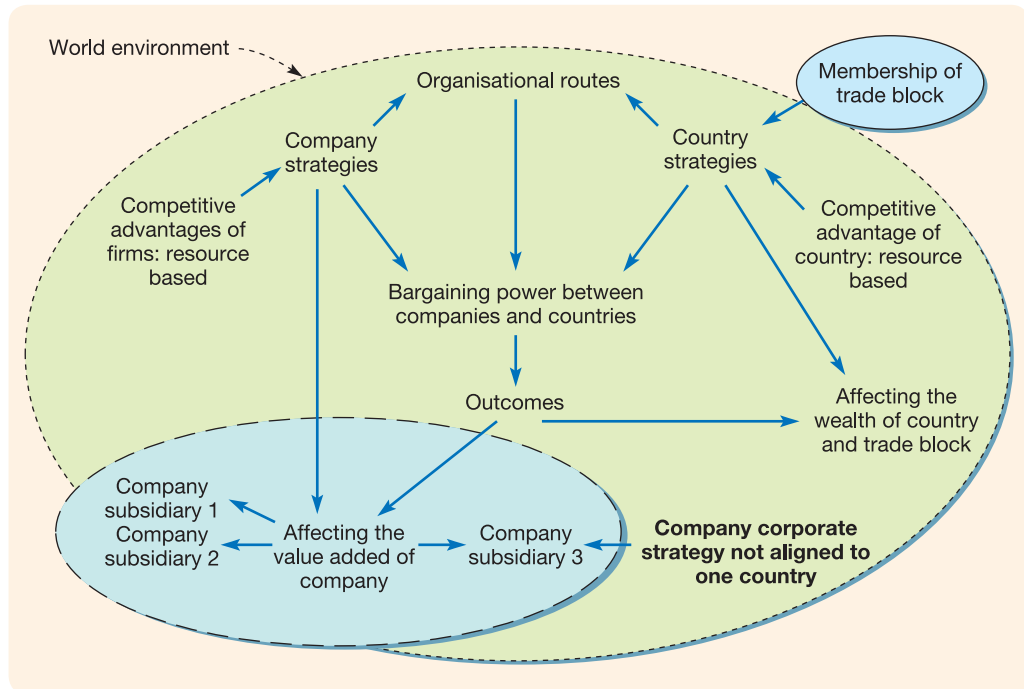 World environment
Organisational routes
Membership of
trade block
Company
strategies
Country
strategies
Competitive
advantages of
firms: resource
based
Competitive
advantage of
country: resource
based
Bargaining power between
companies and countries
Outcomes
Affecting the
wealth of country
and trade block
Company
subsidiary 1
Company
subsidiary 2
Affecting the
value added of
company
Company
subsidiary 3
Company corporate
strategy not aligned to
one country